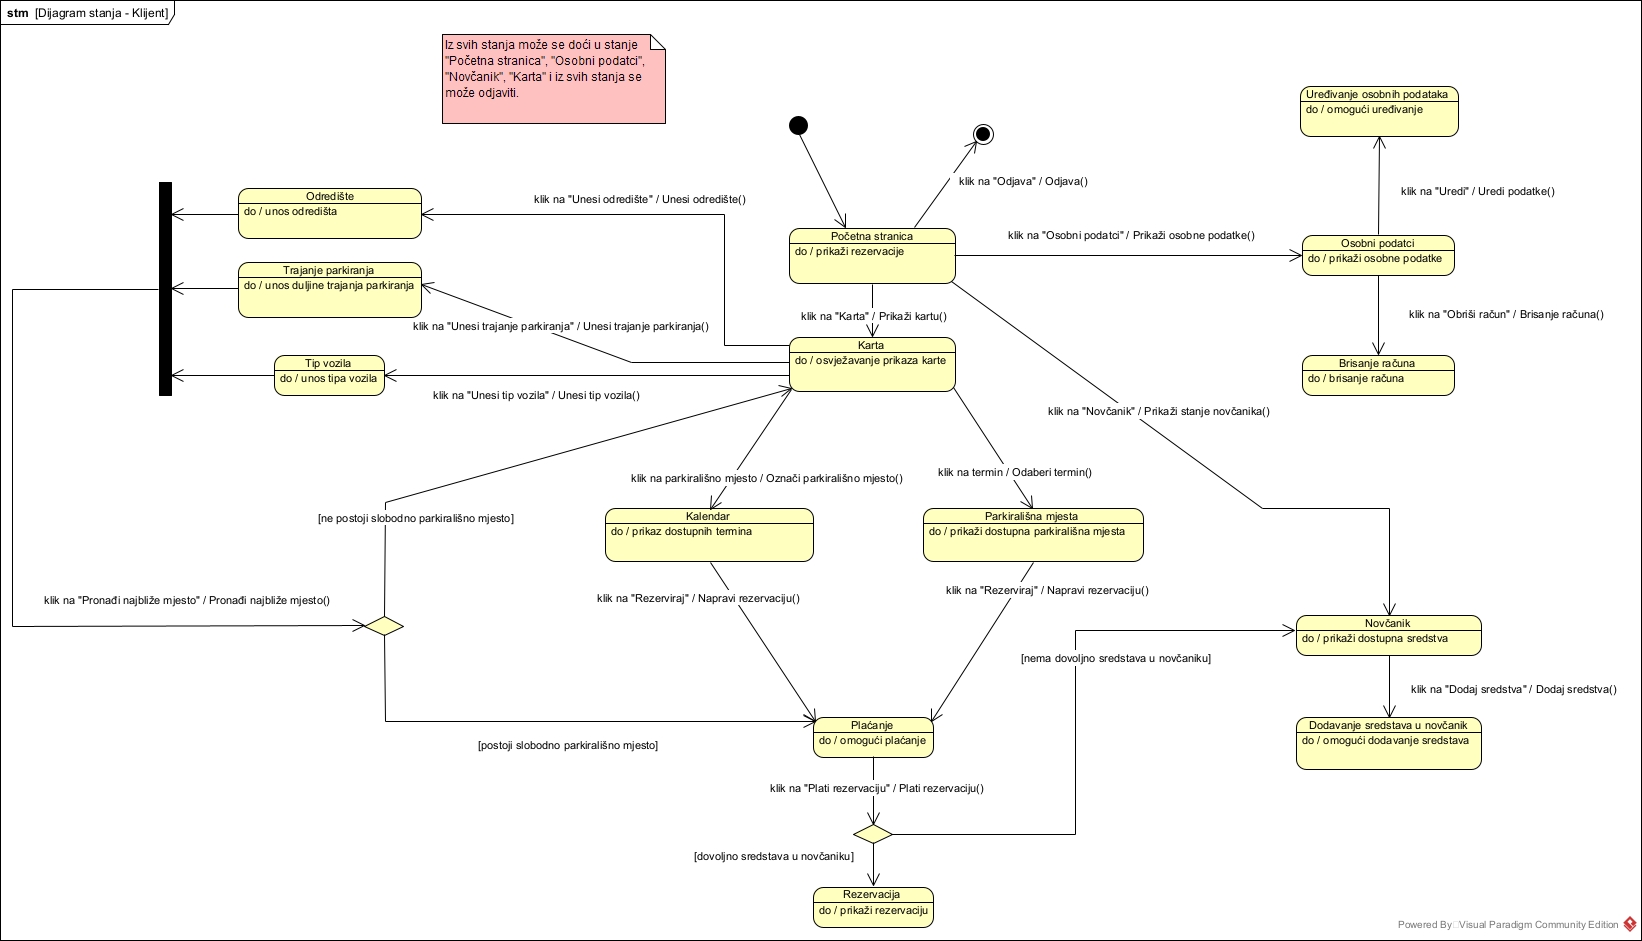 stm [Dijagram stanja - Klijent]
Iz svih stanja može se doći u stanje
"Početna stranica", "Osobni podatci",
"Novčanik", "Karta" i iz svih stanja se
može odjaviti.
Uređivanje osobnih podataka
do / omogući uređivanje
klik na "Odjava" / Odjava()
klik na "Uredi" / Uredi podatke()
Odredište
do / unos odredišta
klik na "Unesi odredište" / Unesi odredište()
Početna stranica
do / prikaži rezervacije
klik na "Osobni podatci" / Prikaži osobne podatke()
Osobni podatci
do / prikaži osobne podatke
Trajanje parkiranja
do / unos duljine trajanja parkiranja
klik na "Unesi trajanje parkiranja" / Unesi trajanje parkiranja()
klik na "Karta" / Prikaži kartu()
klik na "Obriši račun" / Brisanje računa()
Karta
do / osvježavanje prikaza karte
Tip vozila
do / unos tipa vozila
Brisanje računa
do / brisanje računa
klik na "Unesi tip vozila" / Unesi tip vozila()
klik na "Novčanik" / Prikaži stanje novčanika()
klik na parkirališno mjesto / Označi parkirališno mjesto()
klik na termin / Odaberi termin()
[ne postoji slobodno parkirališno mjesto]
Kalendar
do / prikaz dostupnih termina
Parkirališna mjesta
do / prikaži dostupna parkirališna mjesta
klik na "Pronađi najbliže mjesto" / Pronađi najbliže mjesto()
klik na "Rezerviraj" / Napravi rezervaciju()
klik na "Rezerviraj" / Napravi rezervaciju()
Novčanik
do / prikaži dostupna sredstva
[nema dovoljno sredstava u novčaniku]
klik na "Dodaj sredstva" / Dodaj sredstva()
Plaćanje
do / omogući plaćanje
Dodavanje sredstava u novčanik
do / omogući dodavanje sredstava
[postoji slobodno parkirališno mjesto]
klik na "Plati rezervaciju" / Plati rezervaciju()
[dovoljno sredstava u novčaniku]
Rezervacija
do / prikaži rezervaciju
Powered By Visual Paradigm Community Edition